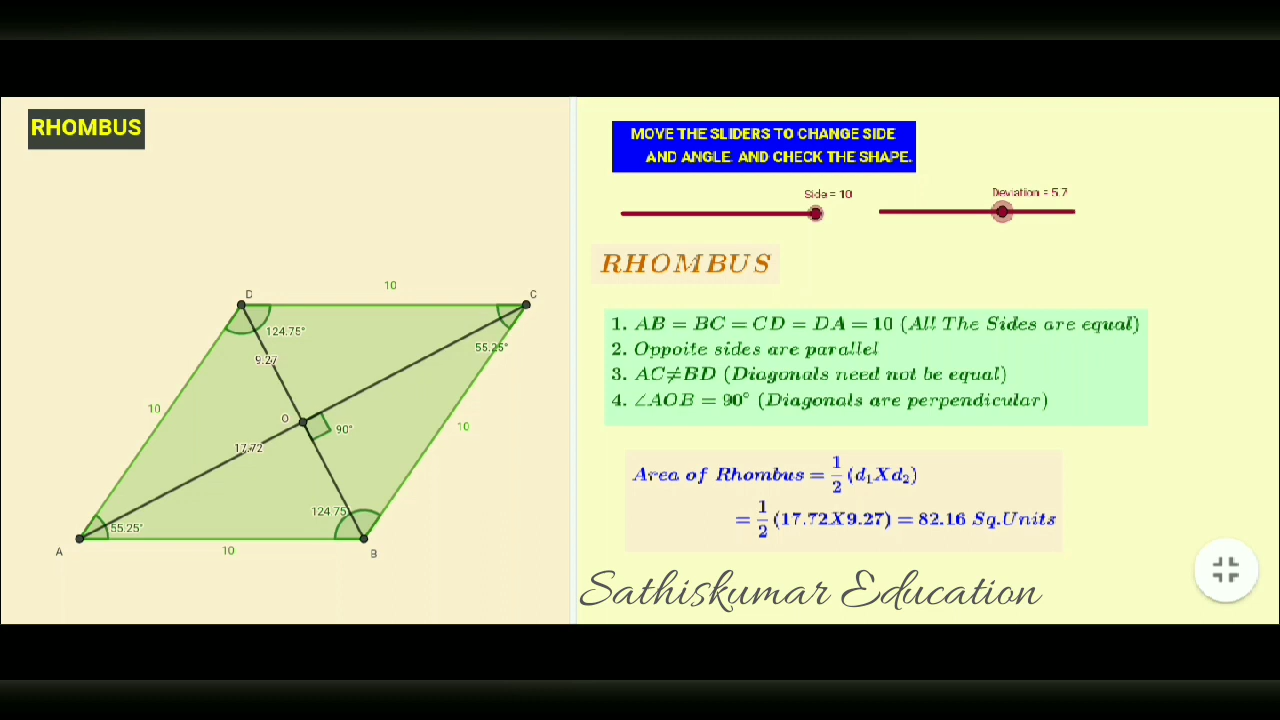 RHOMBUS
MOVE THE SLIDERS TO CHANGE SIDE
AND ANGLE. AND CHECK THE SHAPE.
Side = 10
Deviation = 5.7
RHOMBUS
1. AB = BC = CD = DA = 10 (All The Sides are equal)
2. Oppoite sides are parallel
3. AC≠BD (Diagonals need not be equal)
4. ∠AOB = 90° (Diagonals are perpendicular)
Area of Rhombus = 1/2 (d₁Xd₂)
= 1/2 (17.72X9.27) = 82.16 Sq.Units
Sathiskumar Education
10
D
C
124.75°
55.25°
9.27
10
O
90°
10
17.72
124.75
55.25°
A
10
B